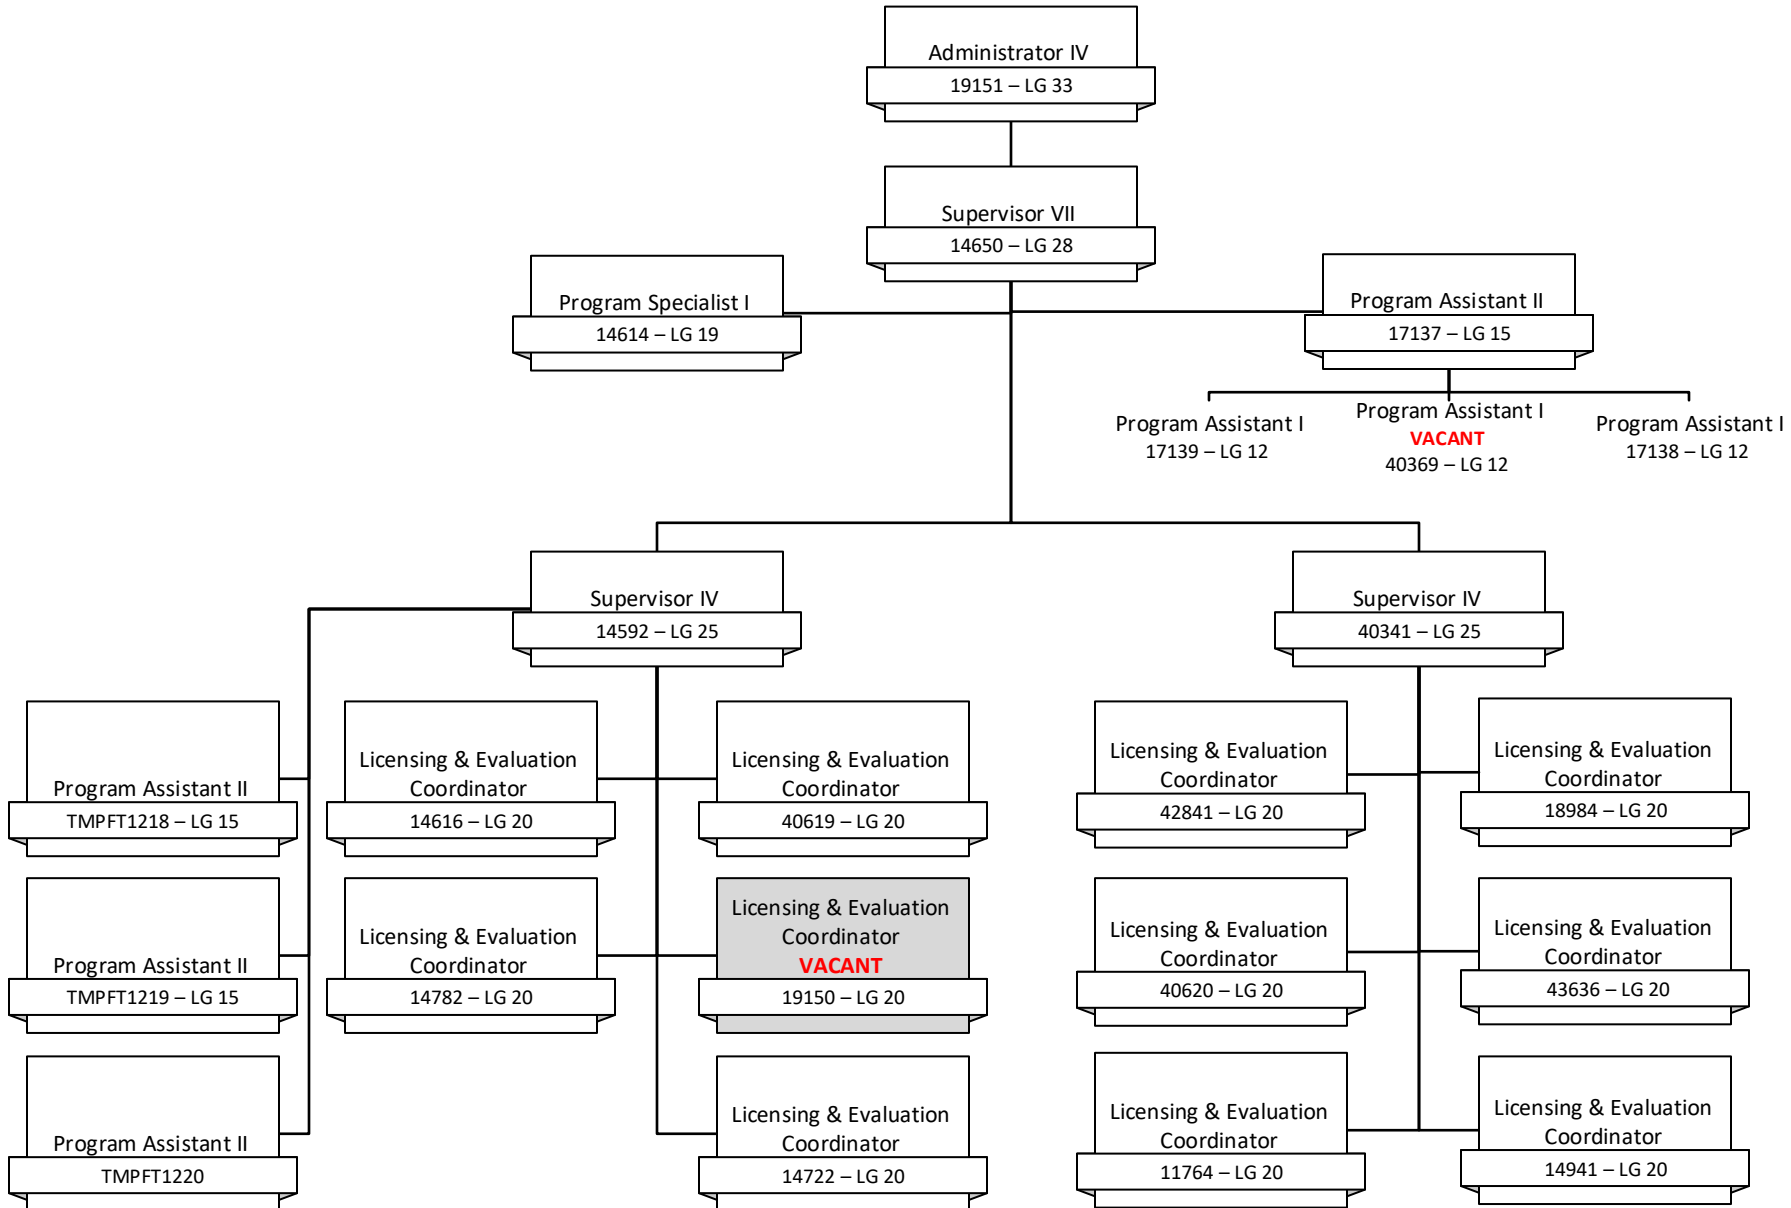 Administrator IV
19151 – LG 33
Supervisor VII
14650 – LG 28
Program Specialist I
14614 – LG 19
Program Assistant II
17137 – LG 15
Program Assistant I
17139 – LG 12
Program Assistant I
VACANT
40369 – LG 12
Program Assistant I
17138 – LG 12
Supervisor IV
14592 – LG 25
Supervisor IV
40341 – LG 25
Program Assistant II
TMPFT1218 – LG 15
Licensing & Evaluation
Coordinator
14616 – LG 20
Licensing & Evaluation
Coordinator
40619 – LG 20
Licensing & Evaluation
Coordinator
42841 – LG 20
Licensing & Evaluation
Coordinator
18984 – LG 20
Program Assistant II
TMPFT1219 – LG 15
Licensing & Evaluation
Coordinator
14782 – LG 20
Licensing & Evaluation
Coordinator
VACANT
19150 – LG 20
Licensing & Evaluation
Coordinator
40620 – LG 20
Licensing & Evaluation
Coordinator
43636 – LG 20
Program Assistant II
TMPFT1220
Licensing & Evaluation
Coordinator
14722 – LG 20
Licensing & Evaluation
Coordinator
11764 – LG 20
Licensing & Evaluation
Coordinator
14941 – LG 20